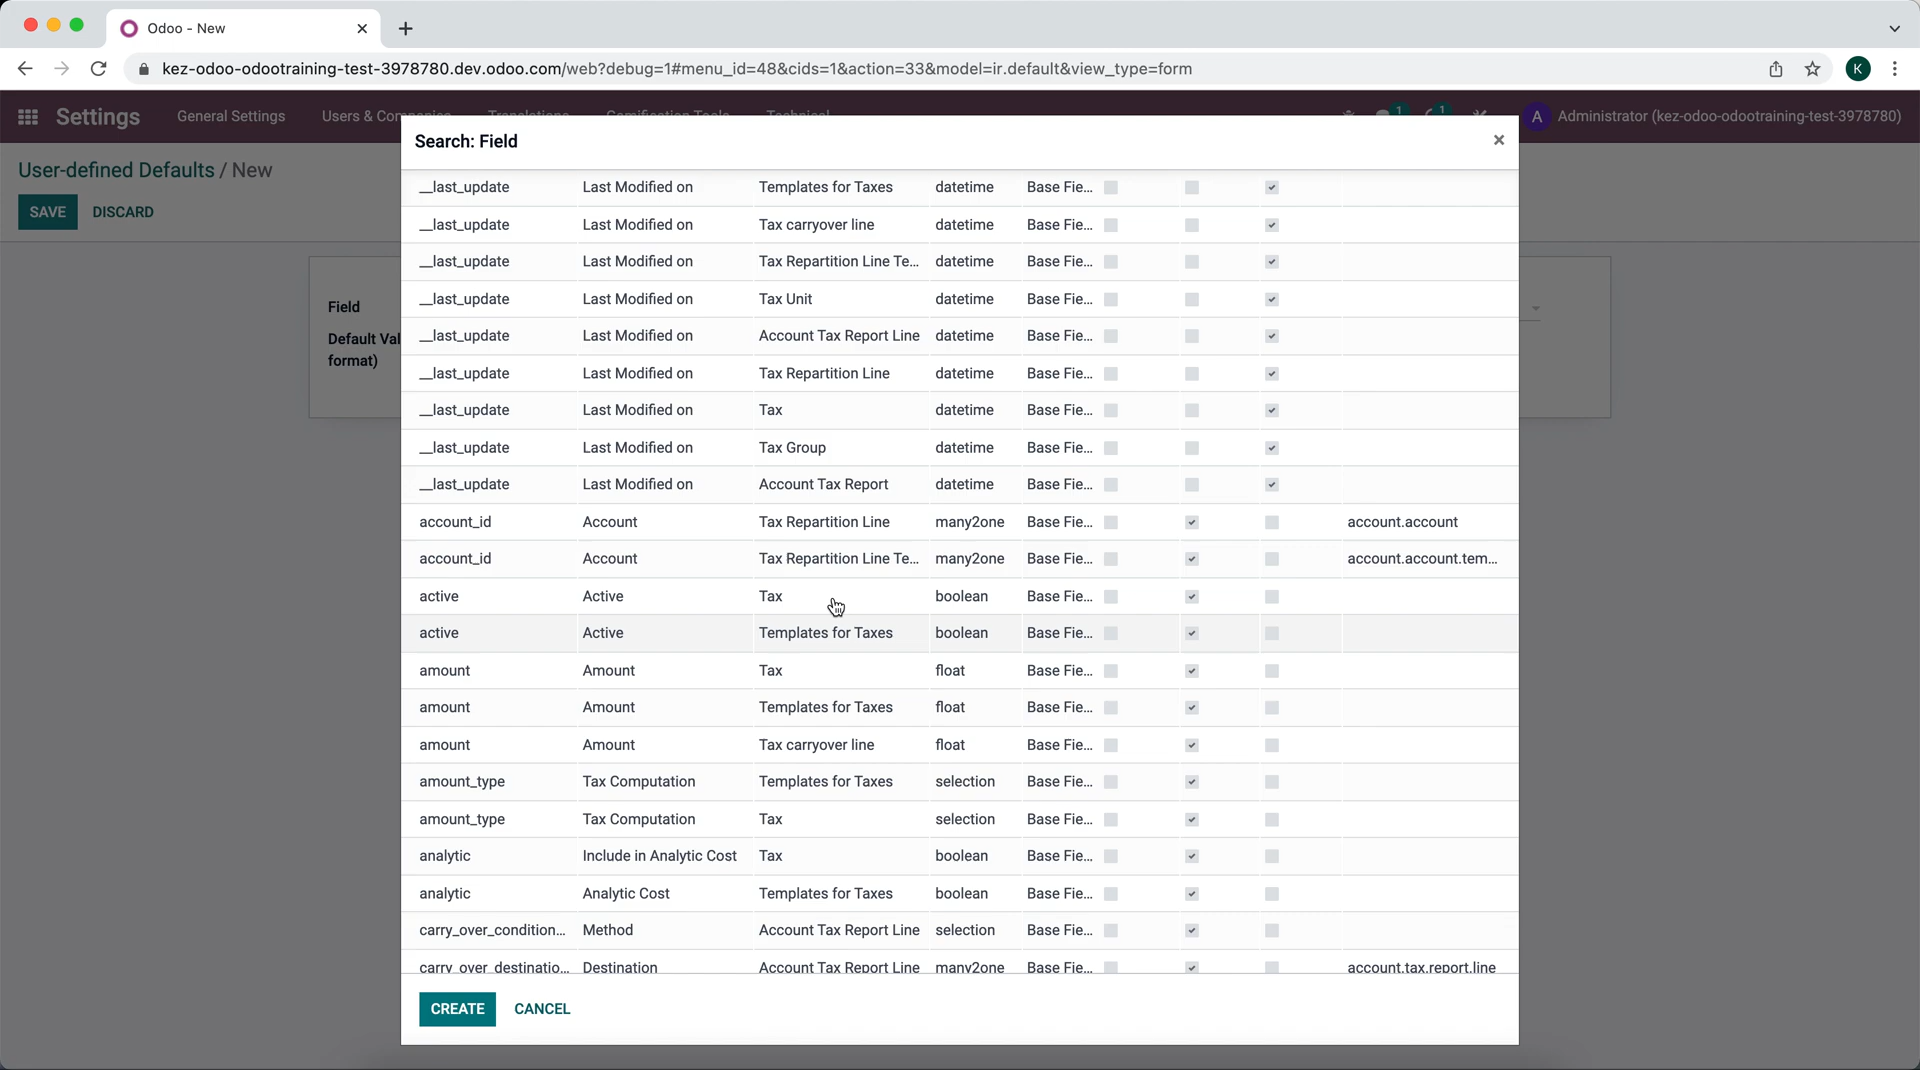 Odoo - New
kez-odoo-odootraining-test-3978780.dev.odoo.com/web?debug=1#menu_id=48&cids=1&action=33&model=ir.default&view_type=form
K
Settings General Settings Users & Companies Translations Gamification Tools Technical 1 1 A Administrator (kez-odoo-odootraining-test-3978780)
User-defined Defaults / New
SAVE DISCARD
Field
Default Val
format)
Search: Field
__last_update Last Modified on Templates for Taxes datetime Base Fie...
__last_update Last Modified on Tax carryover line datetime Base Fie...
__last_update Last Modified on Tax Repartition Line Te... datetime Base Fie...
__last_update Last Modified on Tax Unit datetime Base Fie...
__last_update Last Modified on Account Tax Report Line datetime Base Fie...
__last_update Last Modified on Tax Repartition Line datetime Base Fie...
__last_update Last Modified on Tax datetime Base Fie...
__last_update Last Modified on Tax Group datetime Base Fie...
__last_update Last Modified on Account Tax Report datetime Base Fie...
account_id Account Tax Repartition Line many2one Base Fie... account.account
account_id Account Tax Repartition Line Te... many2one Base Fie... account.account.tem...
active Active Tax boolean Base Fie...
active Active Templates for Taxes boolean Base Fie...
amount Amount Tax float Base Fie...
amount Amount Templates for Taxes float Base Fie...
amount Amount Tax carryover line float Base Fie...
amount_type Tax Computation Templates for Taxes selection Base Fie...
amount_type Tax Computation Tax selection Base Fie...
analytic Include in Analytic Cost Tax boolean Base Fie...
analytic Analytic Cost Templates for Taxes boolean Base Fie...
carry_over_condition... Method Account Tax Report Line selection Base Fie...
carry_over_destinatio... Destination Account Tax Report Line many2one Base Fie... account.tax.report.line
CREATE CANCEL